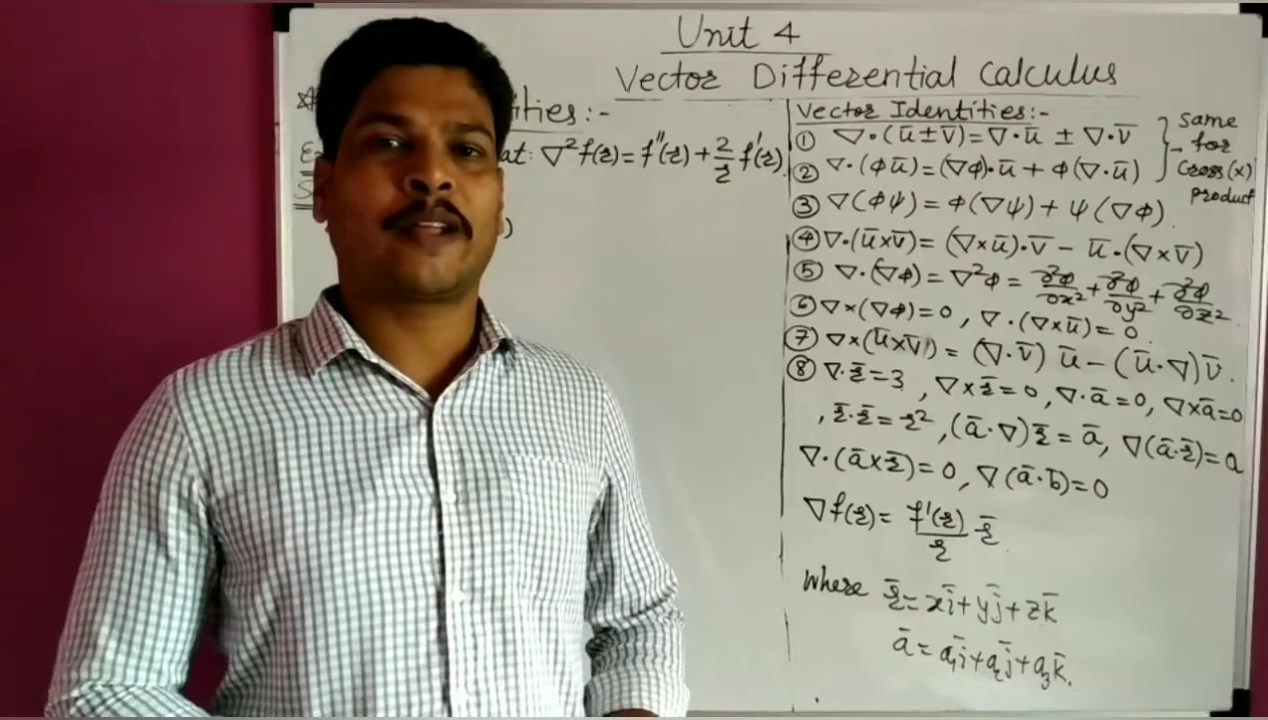 Unit 4
Vector Differential Calculus
ities:-
at: ∇²f(r) = f''(r) + 2/r f'(r)
)
Vector Identities:-
① ∇·(ū ± v̄) = ∇·ū ± ∇·v̄
② ∇·(ϕū) = (∇ϕ)·ū + ϕ(∇·ū)
} - same for cross(x) product
③ ∇(ϕψ) = ϕ(∇ψ) + ψ(∇ϕ)
④ ∇·(ū×v̄) = (∇×ū)·v̄ - ū·(∇×v̄)
⑤ ∇·(∇ϕ) = ∇²ϕ = ∂²ϕ/∂x² + ∂²ϕ/∂y² + ∂²ϕ/∂z²
⑥ ∇×(∇ϕ) = 0, ∇·(∇×ū) = 0
⑦ ∇×(ū×v̄) = (∇·v̄) ū - (ū·∇) v̄.
⑧ ∇·r̄ = 3, ∇×r̄ = 0, ∇·ā = 0, ∇×ā = 0
, r̄·r̄ = r², (ā·∇)r̄ = ā, ∇(ā·r̄) = a
∇·(ā×r̄) = 0, ∇(ā·b̄) = 0
∇f(r) = f'(r)/r r̄.
Where r̄ = xī + yj̄ + zk̄
ā = a₁ī + a₂j̄ + a₃k̄.